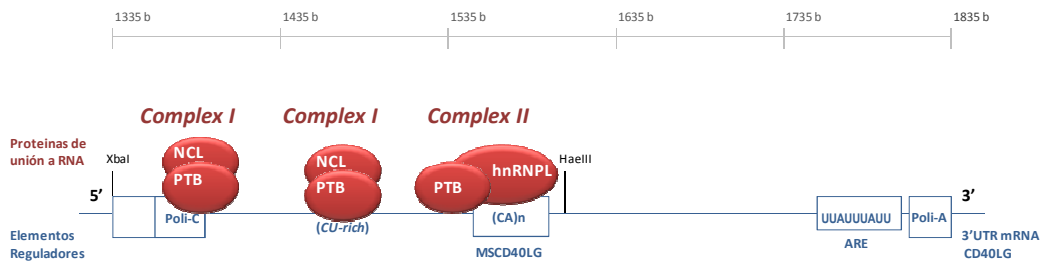 1335 b 1435 b 1535 b 1635 b 1735 b 1835 b
Complex I Complex I Complex II
Proteinas de
unión a RNA
XbaI
NCL
PTB
NCL
PTB
PTB
hnRNPL
HaeIII
5’
3’
Poli-C
(CU-rich)
(CA)n
UUAUUUAUU
Poli-A
Elementos
Reguladores
MSCD40LG
ARE
3’UTR mRNA
CD40LG